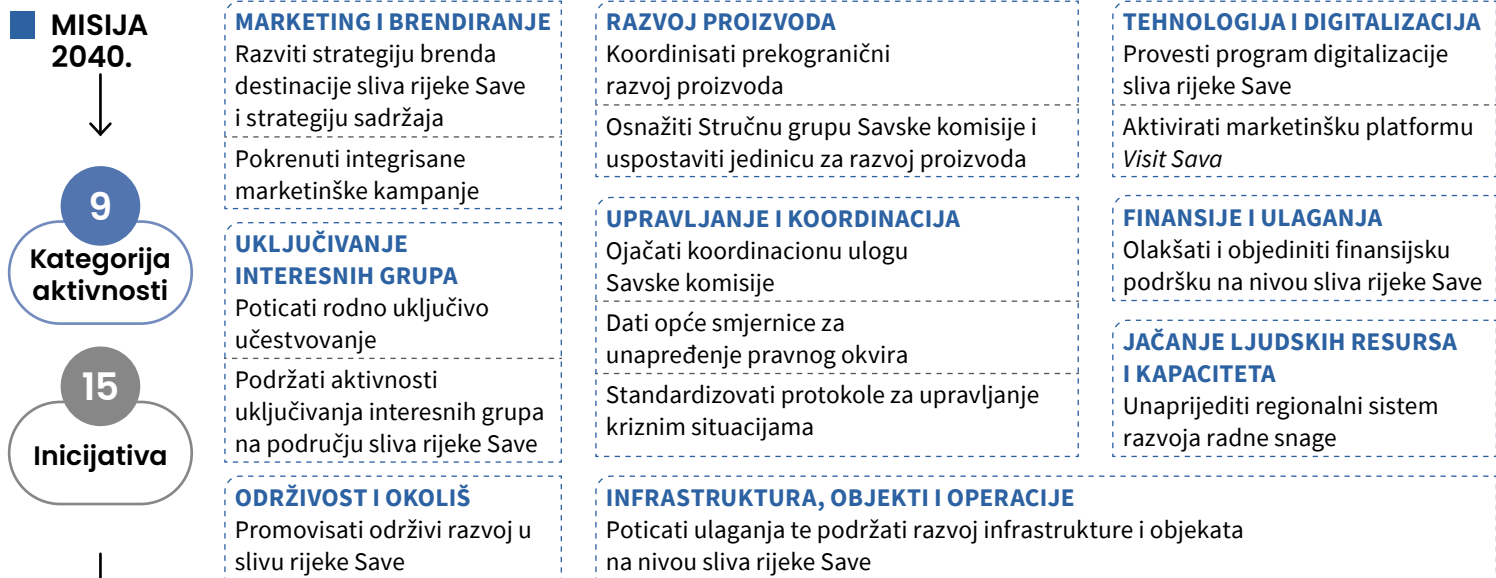 MISIJA
2040.
9
Kategorija
aktivnosti
15
Inicijativa
MARKETING I BRENDIRANJE
Razviti strategiju brenda
destinacije sliva rijeke Save
i strategiju sadržaja
Pokrenuti integrisane
marketinške kampanje
UKLJUČIVANJE
INTERESNIH GRUPA
Poticati rodno uključivo
učestvovanje
Podržati aktivnosti
uključivanja interesnih grupa
na području sliva rijeke Save
ODRŽIVOST I OKOLIŠ
Promovisati održivi razvoj u
slivu rijeke Save
RAZVOJ PROIZVODA
Koordinisati prekogranični
razvoj proizvoda
Osnažiti Stručnu grupu Savske komisije i
uspostaviti jedinicu za razvoj proizvoda
UPRAVLJANJE I KOORDINACIJA
Ojačati koordinacionu ulogu
Savske komisije
Dati opće smjernice za
unapređenje pravnog okvira
Standardizovati protokole za upravljanje
kriznim situacijama
INFRASTRUKTURA, OBJEKTI I OPERACIJE
Poticati ulaganja te podržati razvoj infrastrukture i objekata
na nivou sliva rijeke Save
TEHNOLOGIJA I DIGITALIZACIJA
Provesti program digitalizacije
sliva rijeke Save
Aktivirati marketinšku platformu
Visit Sava
FINANSIJE I ULAGANJA
Olakšati i objediniti finansijsku
podršku na nivou sliva rijeke Save
JAČANJE LJUDSKIH RESURSA
I KAPACITETA
Unaprijediti regionalni sistem
razvoja radne snage